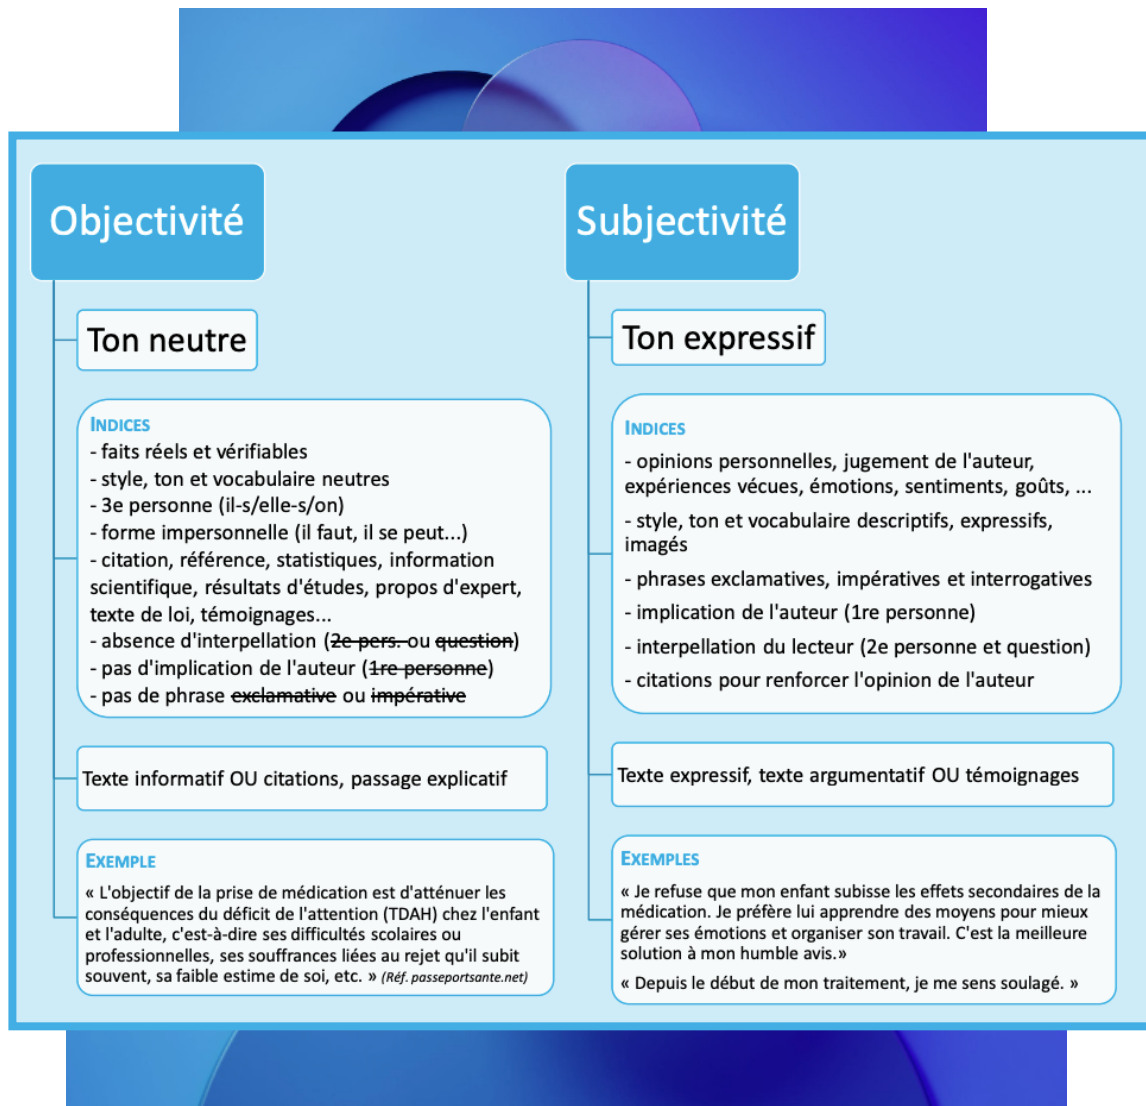 Objectivité
Ton neutre
INDICES
- faits réels et vérifiables
- style, ton et vocabulaire neutres
- 3e personne (il-s/elle-s/on)
- forme impersonnelle (il faut, il se peut...)
- citation, référence, statistiques, information
scientifique, résultats d'études, propos d'expert,
texte de loi, témoignages...
- absence d'interpellation (2e pers. ou question)
- pas d'implication de l'auteur (1re personne)
- pas de phrase exclamative ou impérative
Texte informatif OU citations, passage explicatif
EXEMPLE
« L'objectif de la prise de médication est d'atténuer les
conséquences du déficit de l'attention (TDAH) chez l'enfant
et l'adulte, c'est-à-dire ses difficultés scolaires ou
professionnelles, ses souffrances liées au rejet qu'il subit
souvent, sa faible estime de soi, etc. » (Réf. passeportsante.net)
Subjectivité
Ton expressif
INDICES
- opinions personnelles, jugement de l'auteur,
expériences vécues, émotions, sentiments, goûts, ...
- style, ton et vocabulaire descriptifs, expressifs,
imagés
- phrases exclamatives, impératives et interrogatives
- implication de l'auteur (1re personne)
- interpellation du lecteur (2e personne et question)
- citations pour renforcer l'opinion de l'auteur
Texte expressif, texte argumentatif OU témoignages
EXEMPLES
« Je refuse que mon enfant subisse les effets secondaires de la
médication. Je préfère lui apprendre des moyens pour mieux
gérer ses émotions et organiser son travail. C'est la meilleure
solution à mon humble avis.»
« Depuis le début de mon traitement, je me sens soulagé. »